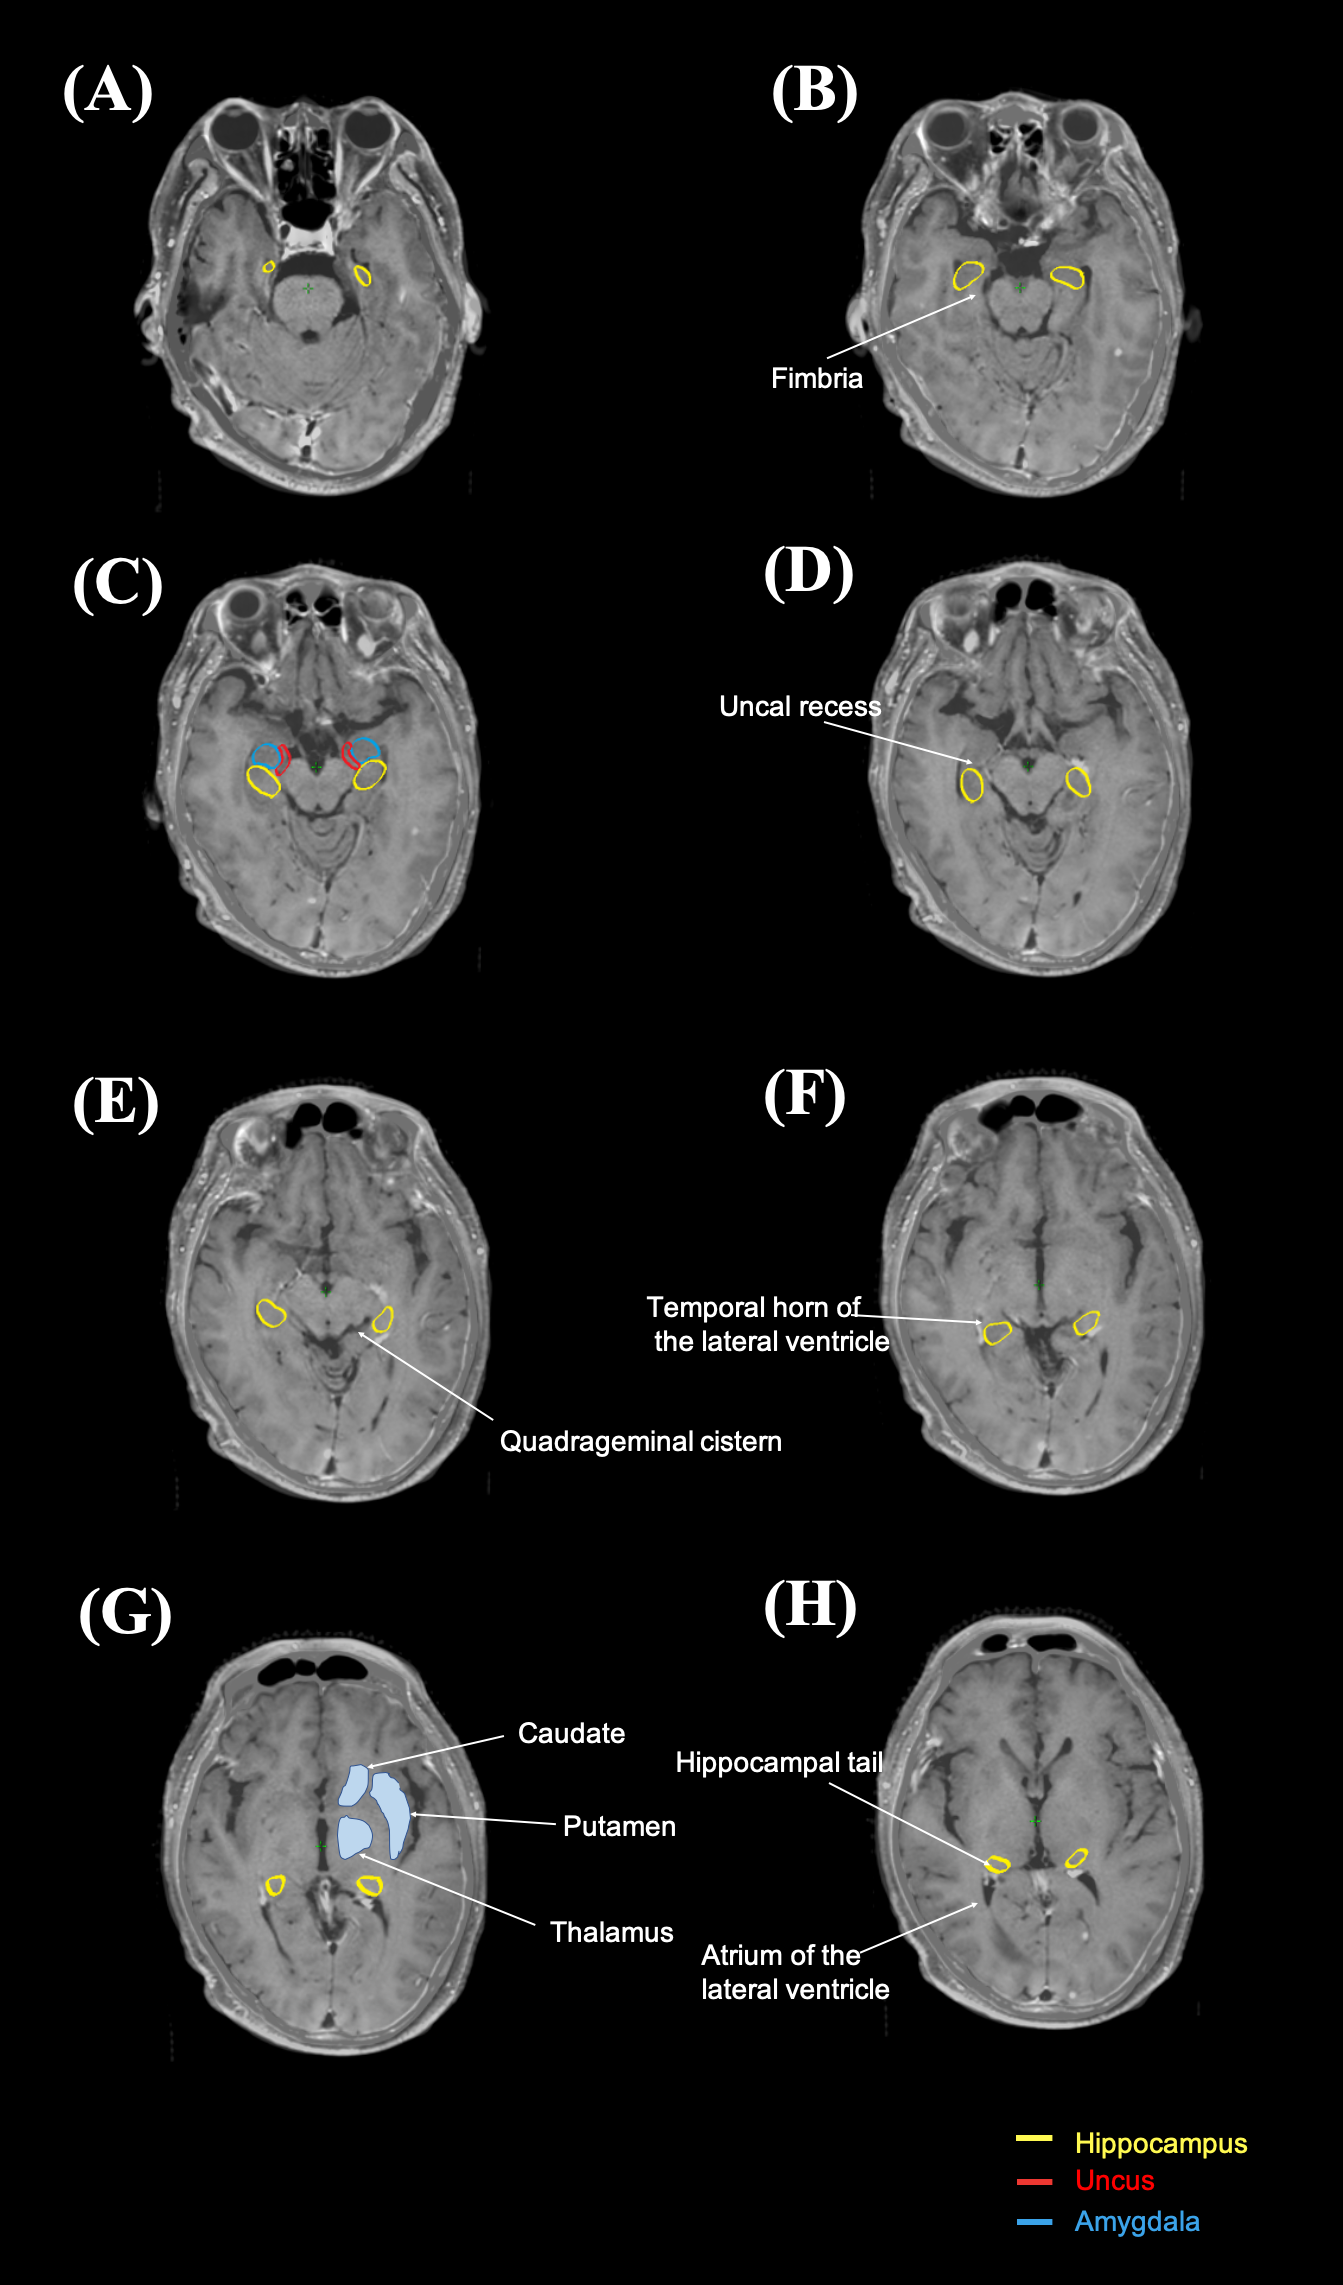 (A)
(B)
Fimbria
(C)
(D)
Uncal recess
(E)
(F)
Temporal horn of
the lateral ventricle
Quadrageminal cistern
(G)
(H)
Caudate
Hippocampal tail
Putamen
Thalamus
Atrium of the
lateral ventricle
Hippocampus
Uncus
Amygdala